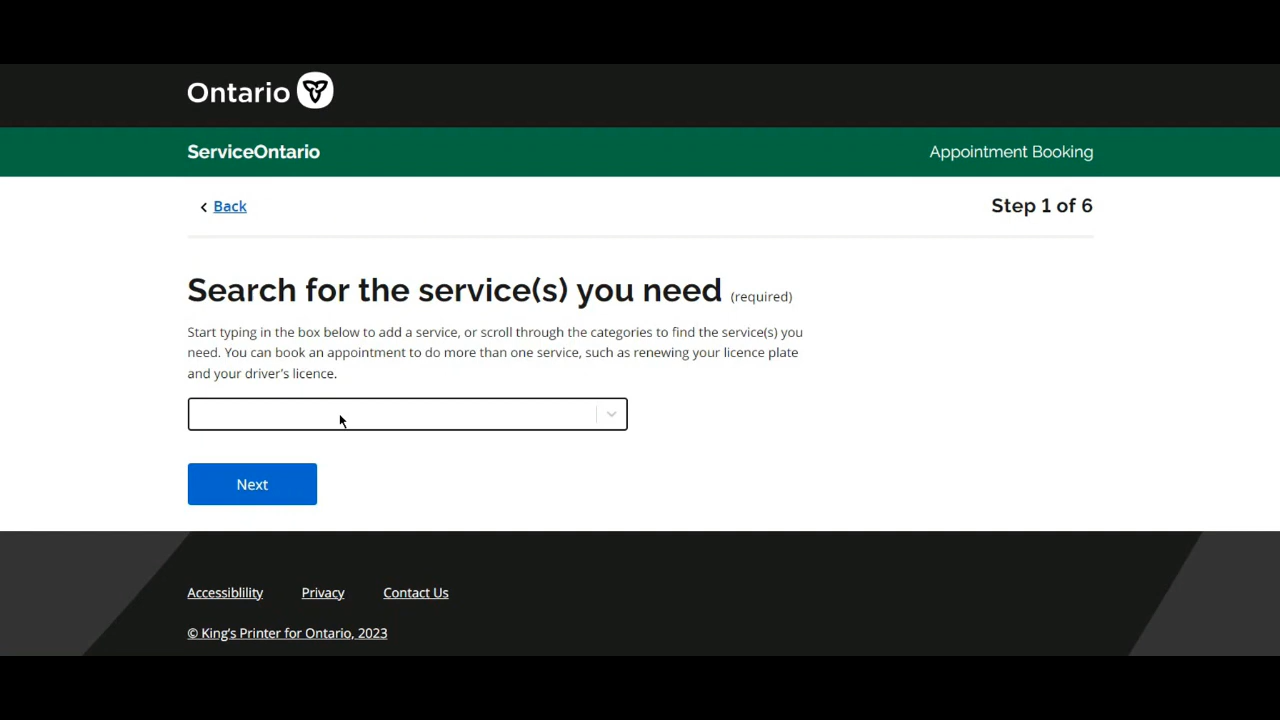 Ontario
ServiceOntario
Appointment Booking
Back
Step 1 of 6
Search for the service(s) you need (required)
Start typing in the box below to add a service, or scroll through the categories to find the service(s) you
need. You can book an appointment to do more than one service, such as renewing your licence plate
and your driver's licence.
Next
Accessiblility
Privacy
Contact Us
© King's Printer for Ontario, 2023